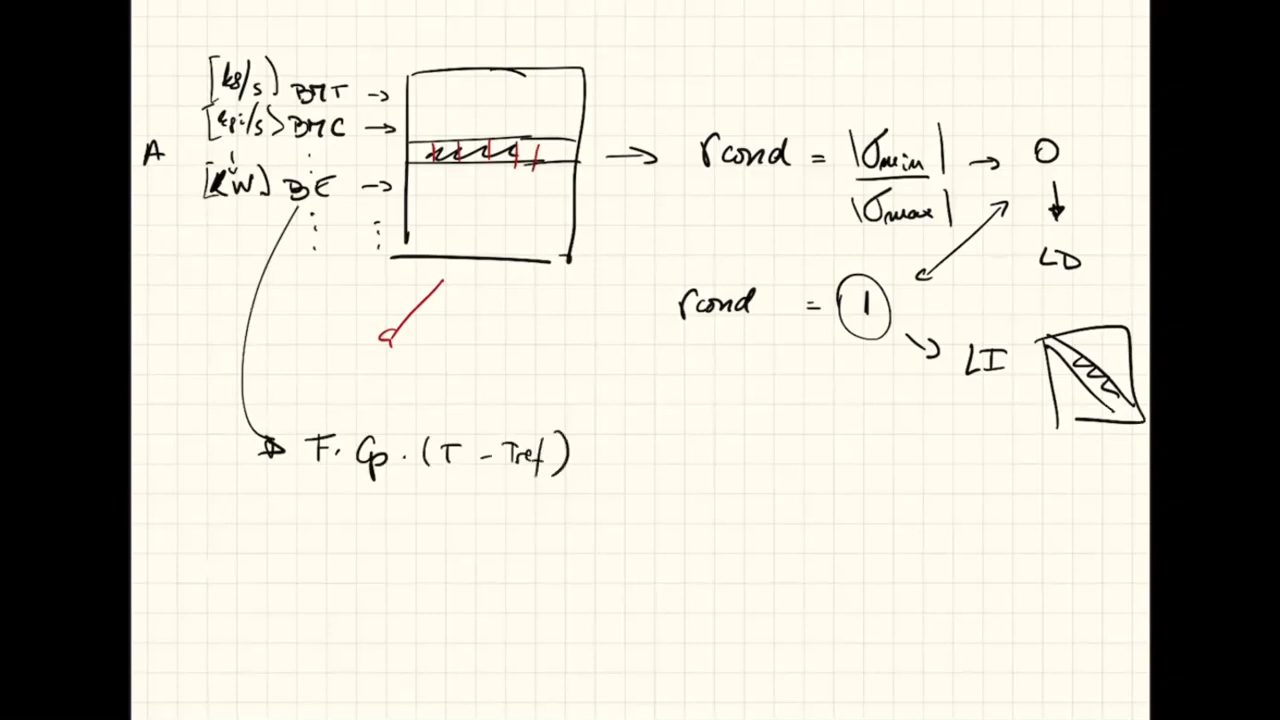 [kg/s] BMT →
[kgi/s] BMC →
A
[kW] BE →
→ rcond = |σmin| / |σmax| → 0
↓
LD
rcond = 1
LI
F. Cp . (T - Tref)